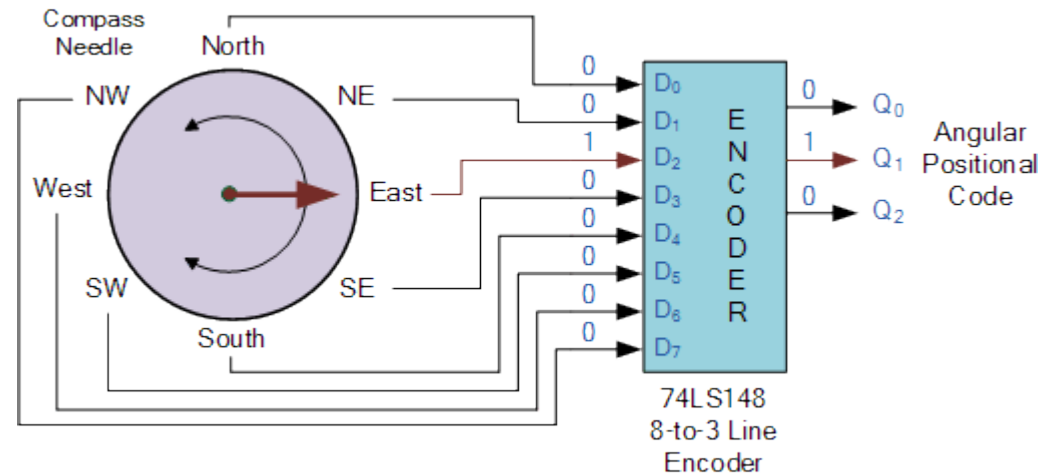 Compass
Needle
North
NW
NE
West
East
SW
SE
South
0
0
1
0
0
0
0
0
D0
D1
D2
D3
D4
D5
D6
D7
E
N
C
O
D
E
R
0
1
0
Q0
Q1
Q2
Angular
Positional
Code
74LS148
8-to-3 Line
Encoder